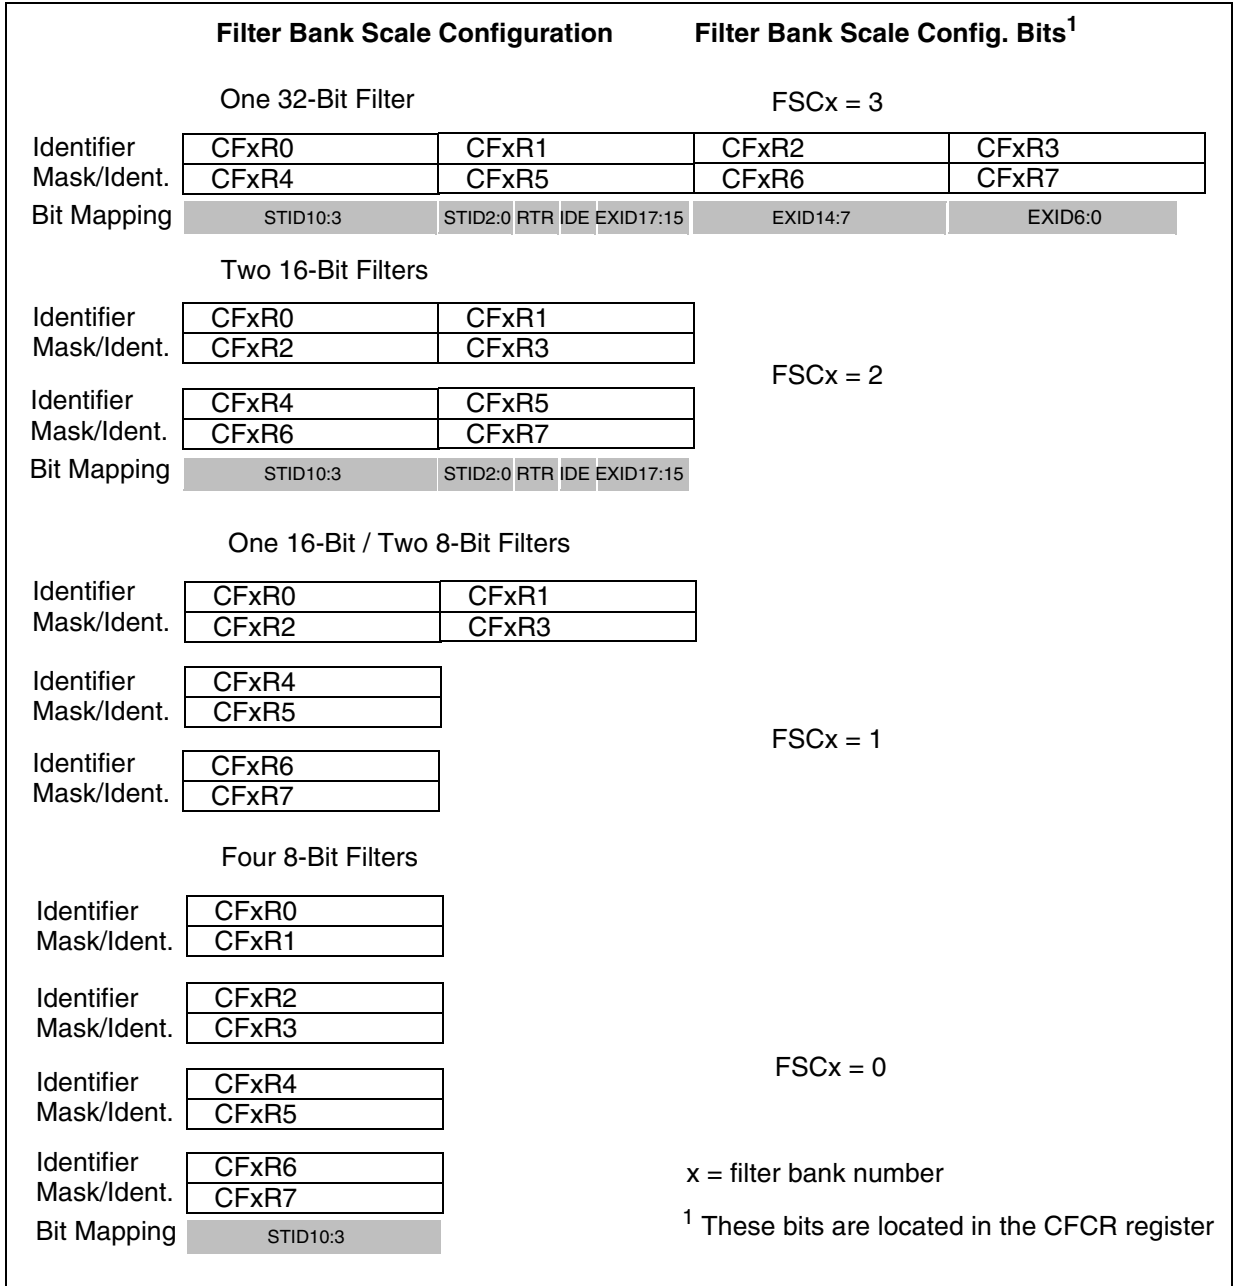 Filter Bank Scale Configuration Filter Bank Scale Config. Bits1
One 32-Bit Filter FSCx = 3
Identifier CFxR0 CFxR1 CFxR2 CFxR3
Mask/Ident. CFxR4 CFxR5 CFxR6 CFxR7
Bit Mapping STID10:3 STID2:0 RTR IDE EXID17:15 EXID14:7 EXID6:0
Two 16-Bit Filters
Identifier CFxR0 CFxR1
Mask/Ident. CFxR2 CFxR3
FSCx = 2
Identifier CFxR4 CFxR5
Mask/Ident. CFxR6 CFxR7
Bit Mapping STID10:3 STID2:0 RTR IDE EXID17:15
One 16-Bit / Two 8-Bit Filters
Identifier CFxR0 CFxR1
Mask/Ident. CFxR2 CFxR3
Identifier CFxR4
Mask/Ident. CFxR5
FSCx = 1
Identifier CFxR6
Mask/Ident. CFxR7
Four 8-Bit Filters
Identifier CFxR0
Mask/Ident. CFxR1
Identifier CFxR2
Mask/Ident. CFxR3
FSCx = 0
Identifier CFxR4
Mask/Ident. CFxR5
Identifier CFxR6
Mask/Ident. CFxR7
x = filter bank number
Bit Mapping STID10:3
1 These bits are located in the CFCR register